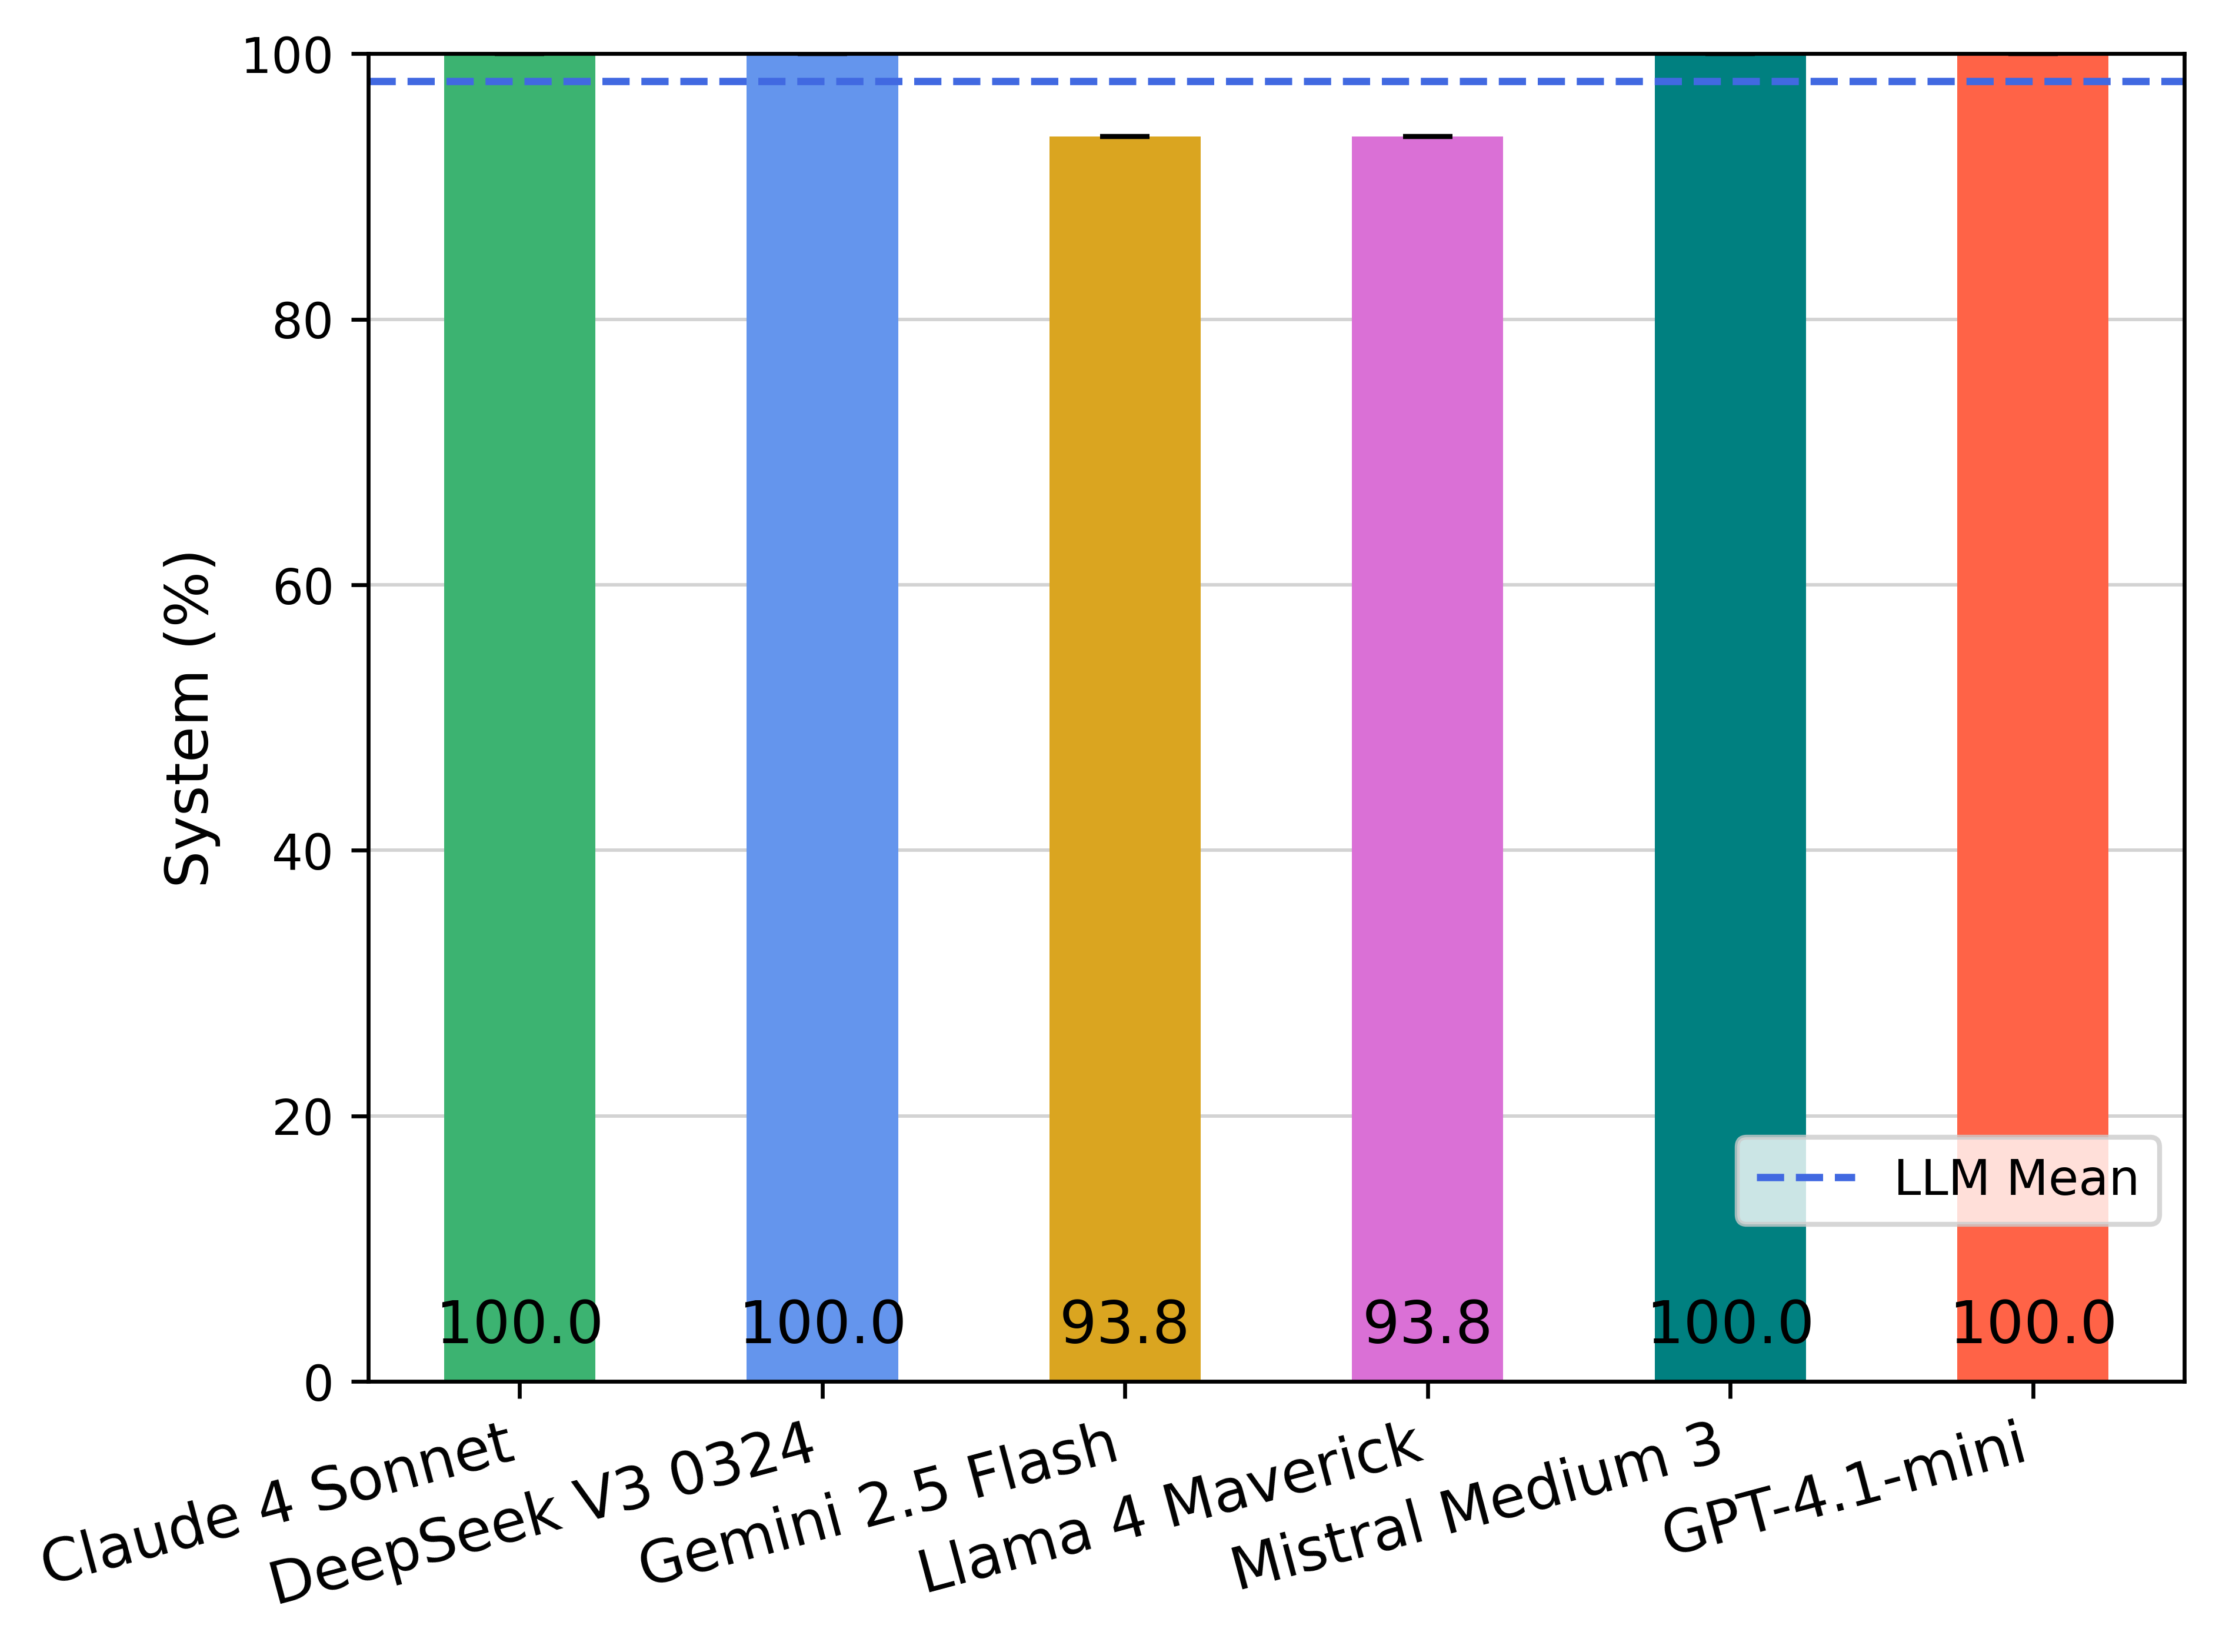 System (%)
100
80
60
40
20
0
100.0
100.0
93.8
93.8
100.0
100.0
LLM Mean
Claude 4 Sonnet
DeepSeek V3 0324
Gemini 2.5 Flash
Llama 4 Maverick
Mistral Medium 3
GPT-4.1-mini